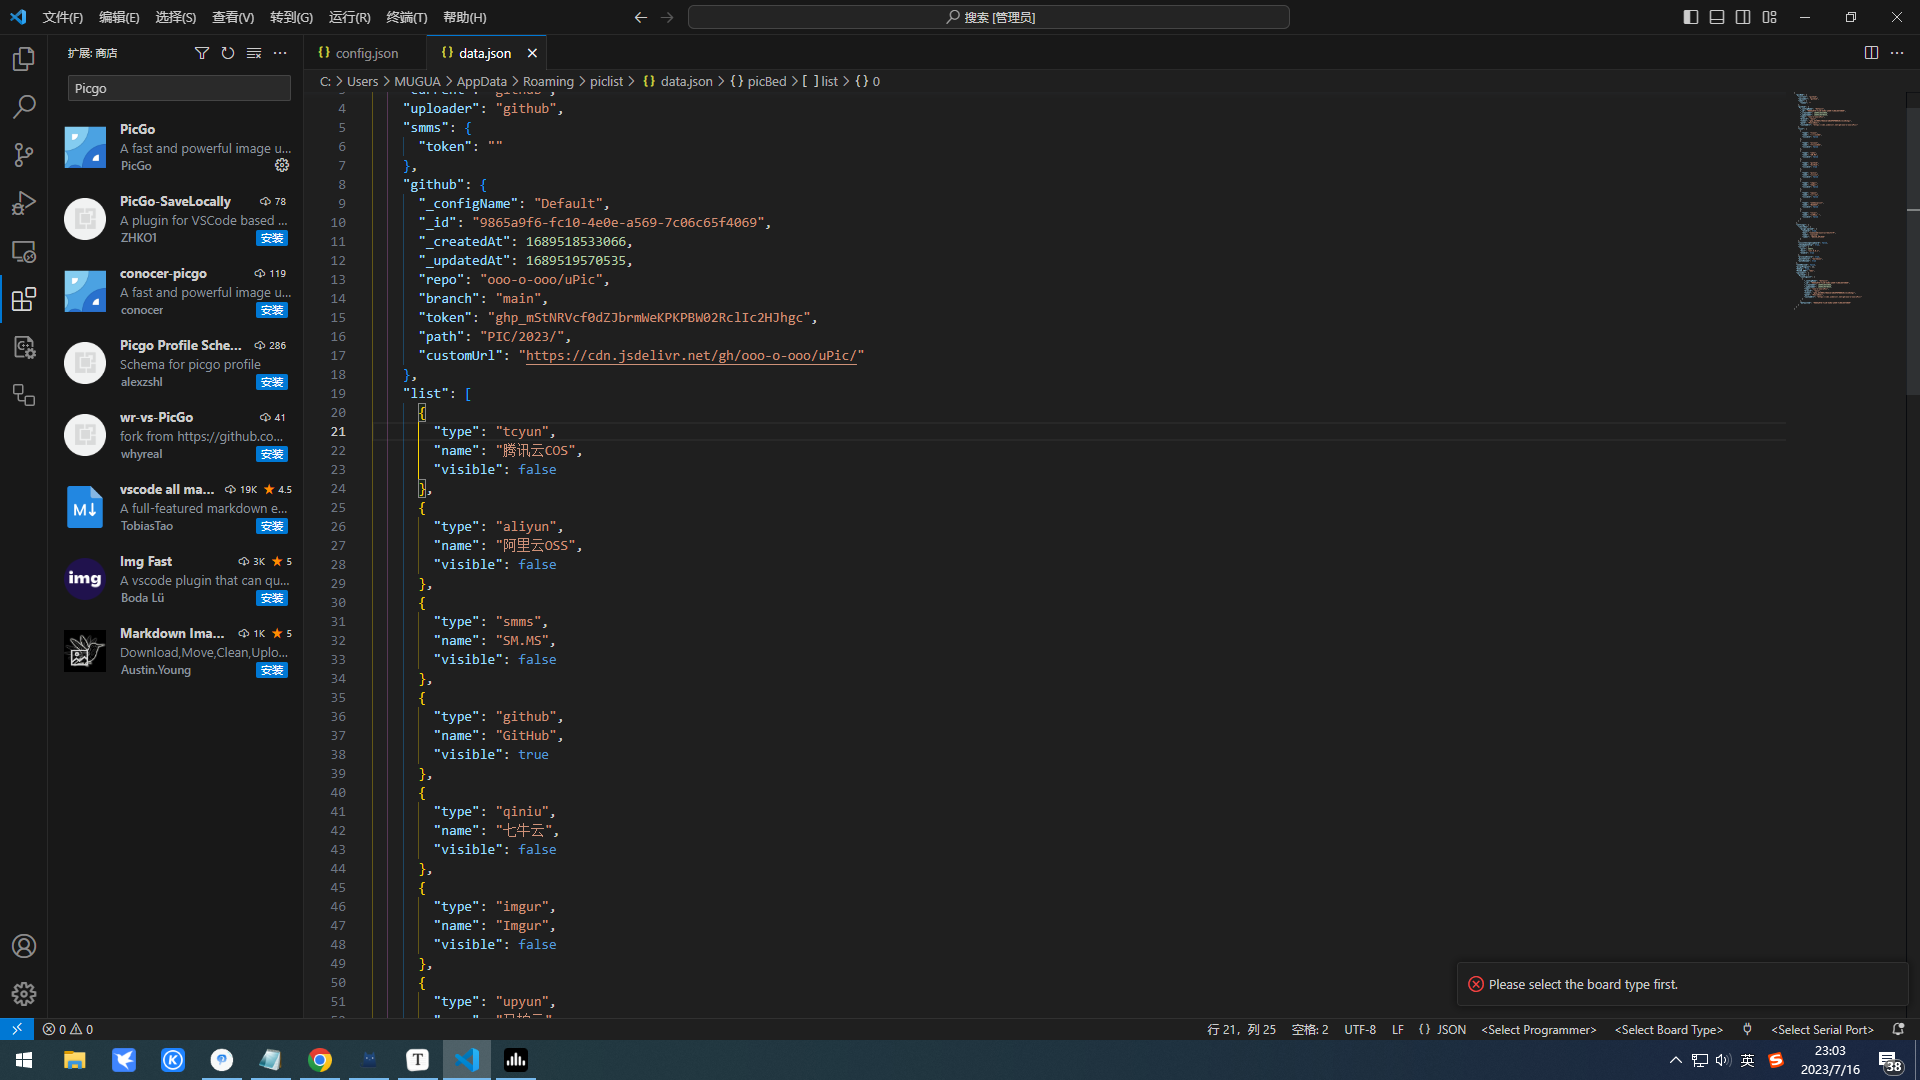 文件(F) 编辑(E) 选择(S) 查看(V) 转到(G) 运行(R) 终端(T) 帮助(H)
搜索 [管理员]
扩展: 商店
Picgo
PicGo
A fast and powerful image u...
PicGo
PicGo-SaveLocally 78
A plugin for VSCode based ...
ZHKO1 安装
conocer-picgo 119
A fast and powerful image u...
conocer 安装
Picgo Profile Sche... 286
Schema for picgo profile
alexzshl 安装
wr-vs-PicGo 41
fork from https://github.co...
whyreal 安装
vscode all ma... 19K ★ 4.5
A full-featured markdown e...
TobiasTao 安装
Img Fast 3K ★ 5
A vscode plugin that can qu...
Boda Lü 安装
Markdown Ima... 1K ★ 5
Download,Move,Clean,Uplo...
Austin.Young 安装
img
M↓
{} config.json {} data.json ×
C: > Users > MUGUA > AppData > Roaming > piclist > {} data.json > {} picBed > [ ] list > {} 0
4 "uploader": "github",
5 "smms": {
6 "token": ""
7 },
8 "github": {
9 "_configName": "Default",
10 "_id": "9865a9f6-fc10-4e0e-a569-7c06c65f4069",
11 "_createdAt": 1689518533066,
12 "_updatedAt": 1689519570535,
13 "repo": "ooo-o-ooo/uPic",
14 "branch": "main",
15 "token": "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",
16 "path": "PIC/2023/",
17 "customUrl": "https://cdn.jsdelivr.net/gh/ooo-o-ooo/uPic/"
18 },
19 "list": [
20 {
21 "type": "tcyun",
22 "name": "腾讯云COS",
23 "visible": false
24 },
25 {
26 "type": "aliyun",
27 "name": "阿里云OSS",
28 "visible": false
29 },
30 {
31 "type": "smms",
32 "name": "SM.MS",
33 "visible": false
34 },
35 {
36 "type": "github",
37 "name": "GitHub",
38 "visible": true
39 },
40 {
41 "type": "qiniu",
42 "name": "七牛云",
43 "visible": false
44 },
45 {
46 "type": "imgur",
47 "name": "Imgur",
48 "visible": false
49 },
50 {
51 "type": "upyun",
Please select the board type first.
0 0 行 21，列 25 空格: 2 UTF-8 LF {} JSON <Select Programmer> <Select Board Type> <Select Serial Port>
T
英
23:03
2023/7/16
38